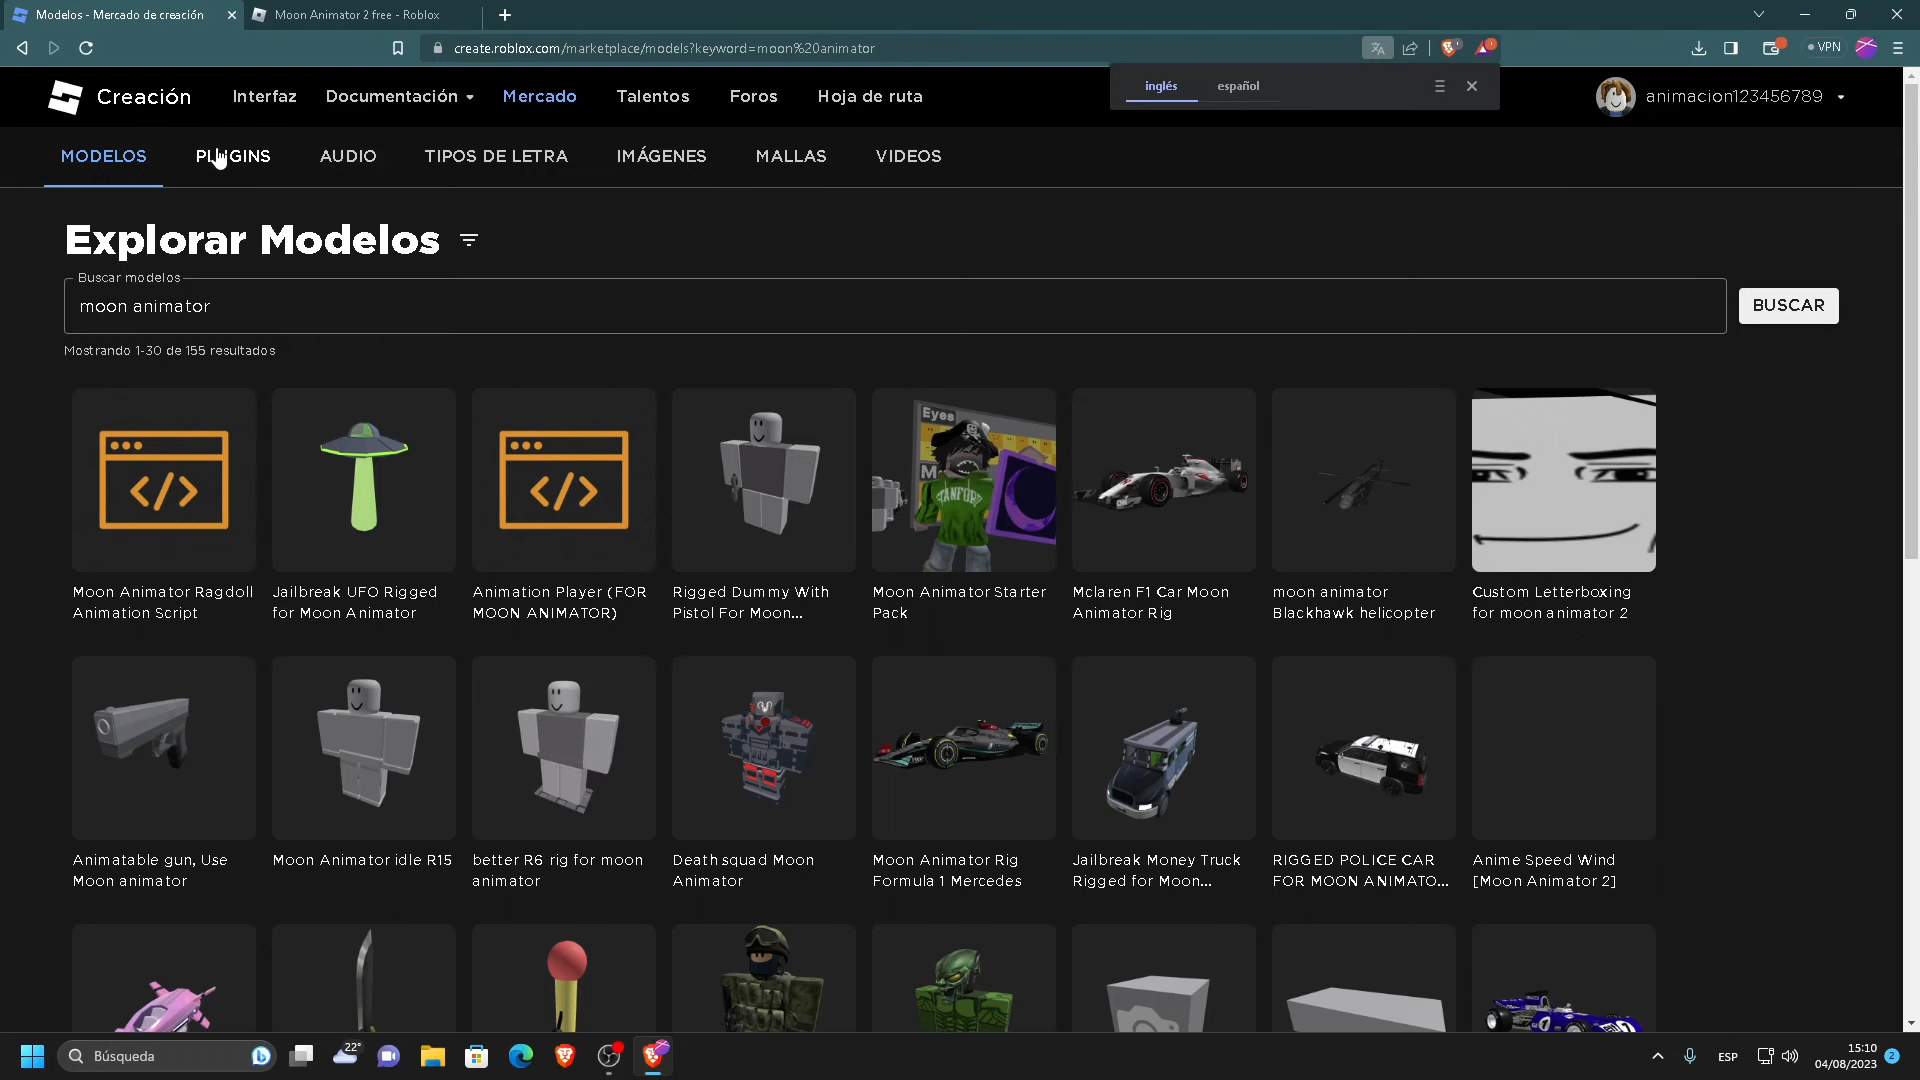 Modelos - Mercado de creación
Moon Animator 2 free - Roblox
create.roblox.com/marketplace/models?keyword=moon%20animator
VPN
inglés
español
Creación
Interfaz
Documentación
Mercado
Talentos
Foros
Hoja de ruta
animacion123456789
MODELOS
PLUGINS
AUDIO
TIPOS DE LETRA
IMÁGENES
MALLAS
VIDEOS
Explorar Modelos
Buscar modelos
moon animator
BUSCAR
Mostrando 1-30 de 155 resultados
Eyes
STANFORD
Moon Animator Ragdoll
Animation Script
Jailbreak UFO Rigged
for Moon Animator
Animation Player (FOR
MOON ANIMATOR)
Rigged Dummy With
Pistol For Moon...
Moon Animator Starter
Pack
Mclaren F1 Car Moon
Animator Rig
moon animator
Blackhawk helicopter
Custom Letterboxing
for moon animator 2
Animatable gun, Use
Moon animator
Moon Animator idle R15
better R6 rig for moon
animator
Death squad Moon
Animator
Moon Animator Rig
Formula 1 Mercedes
Jailbreak Money Truck
Rigged for Moon...
RIGGED POLICE CAR
FOR MOON ANIMATO...
Anime Speed Wind
[Moon Animator 2]
Búsqueda
22°
ESP
15:10
04/08/2023
2